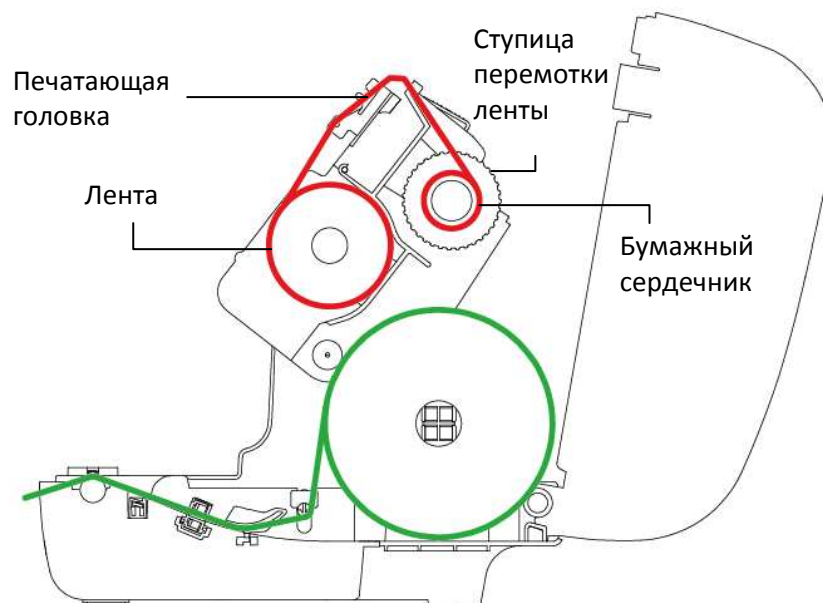 Печатающая
головка
Ступица
перемотки
ленты
Лента
Бумажный
сердечник